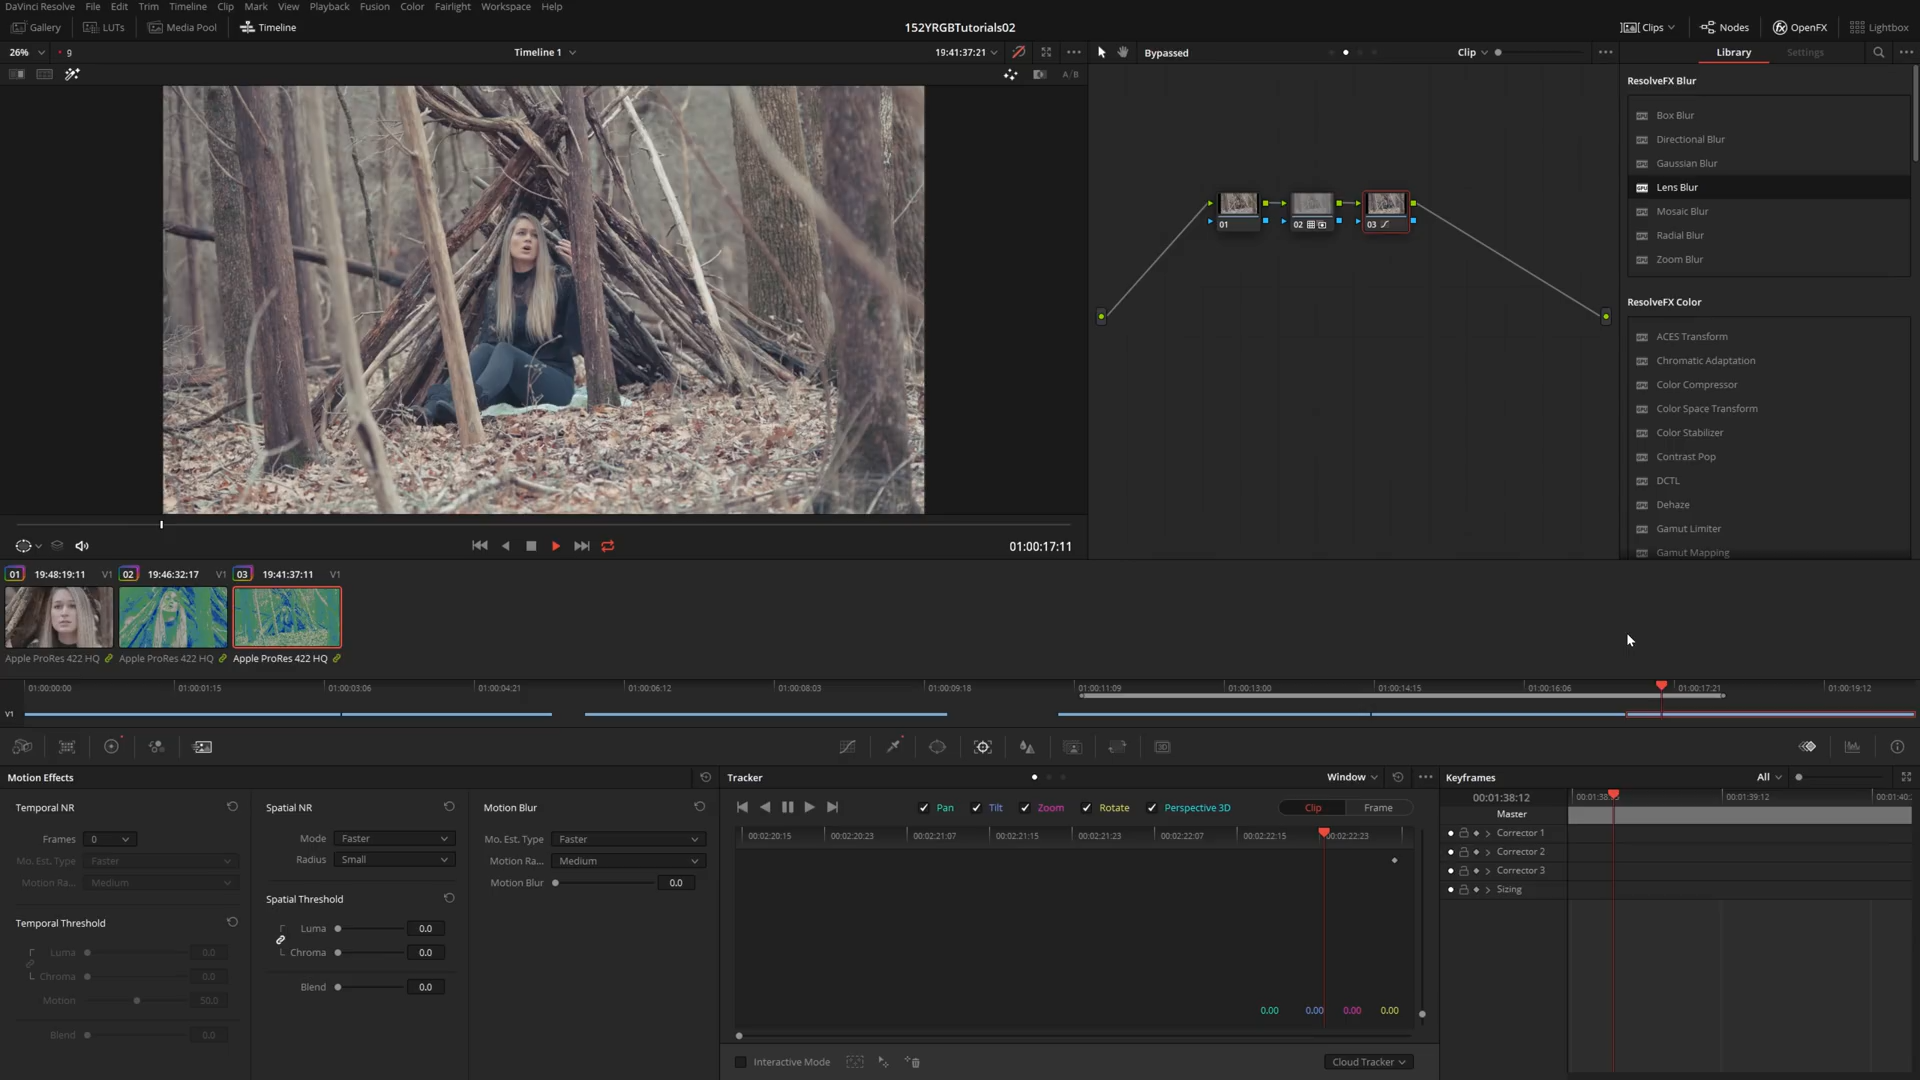 DaVinci Resolve File Edit Trim Timeline Clip Mark View Playback Fusion Color Fairlight Workspace Help
Gallery LUTs Media Pool Timeline 152YRGBTutorials02 Clips Nodes OpenFX Lightbox
26% 9 Timeline 1 19:41:37:21 Bypassed Clip Library Settings
A/B
ResolveFX Blur
Box Blur
Directional Blur
Gaussian Blur
Lens Blur
Mosaic Blur
Radial Blur
Zoom Blur
01 02 03
ResolveFX Color
ACES Transform
Chromatic Adaptation
Color Compressor
Color Space Transform
Color Stabilizer
Contrast Pop
DCTL
Dehaze
Gamut Limiter
Gamut Mapping
01:00:17:11
01 19:48:19:11 V1 02 19:46:32:17 V1 03 19:41:37:11 V1
Apple ProRes 422 HQ Apple ProRes 422 HQ Apple ProRes 422 HQ
01:00:00:00 01:00:01:15 01:00:03:06 01:00:04:21 01:00:06:12 01:00:08:03 01:00:09:18 01:00:11:09 01:00:13:00 01:00:14:15 01:00:16:06 01:00:17:21 01:00:19:12
V1
3D
Motion Effects
Temporal NR
Frames 0
Mo. Est. Type Faster
Motion Ra... Medium
Temporal Threshold
Luma 0.0
Chroma 0.0
Motion 50.0
Blend 0.0
Spatial NR
Mode Faster
Radius Small
Spatial Threshold
Luma 0.0
Chroma 0.0
Blend 0.0
Motion Blur
Mo. Est. Type Faster
Motion Ra... Medium
Motion Blur 0.0
Tracker Window
Pan Tilt Zoom Rotate Perspective 3D Clip Frame
00:02:20:15 00:02:20:23 00:02:21:07 00:02:21:15 00:02:21:23 00:02:22:07 00:02:22:15 00:02:22:23
0.00 0.00 0.00 0.00
Interactive Mode Cloud Tracker
Keyframes All
00:01:38:12 00:01:39:12
Master
Corrector 1
Corrector 2
Corrector 3
Sizing